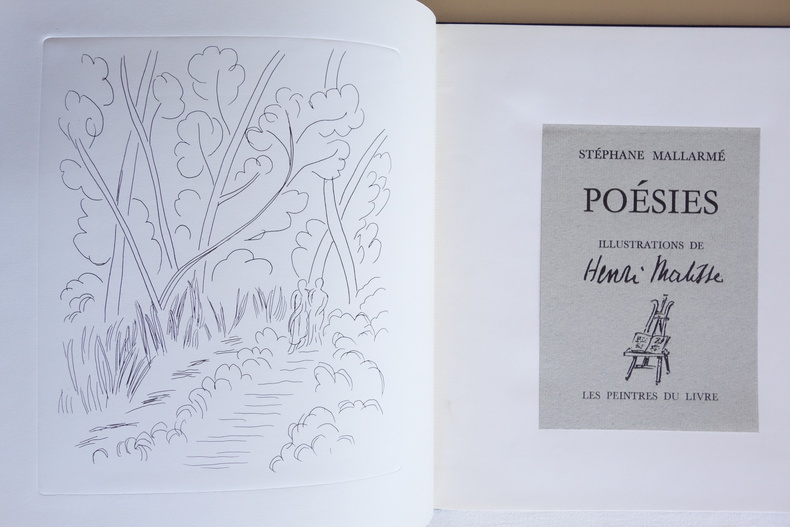 STÉPHANE MALLARMÉ
POÉSIES
ILLUSTRATIONS DE
Henri Matisse
LES PEINTRES DU LIVRE